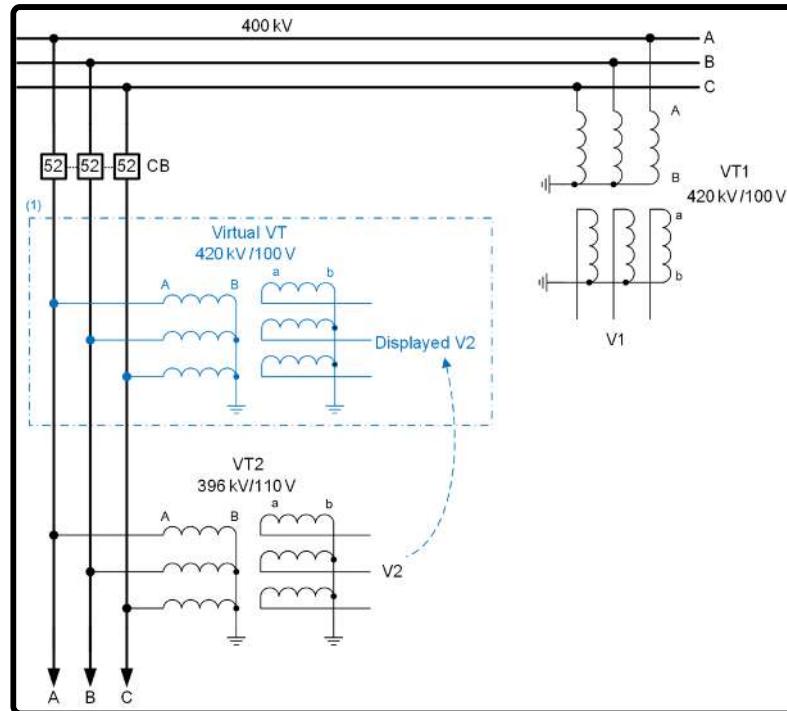 400 kV
A
B
C
52 52 52 CB
A
B
VT1
420 kV/100 V
a
b
V1
(1)
Virtual VT
420 kV/100 V
A B a b
Displayed V2
VT2
396 kV/110 V
A B a b
V2
A B C